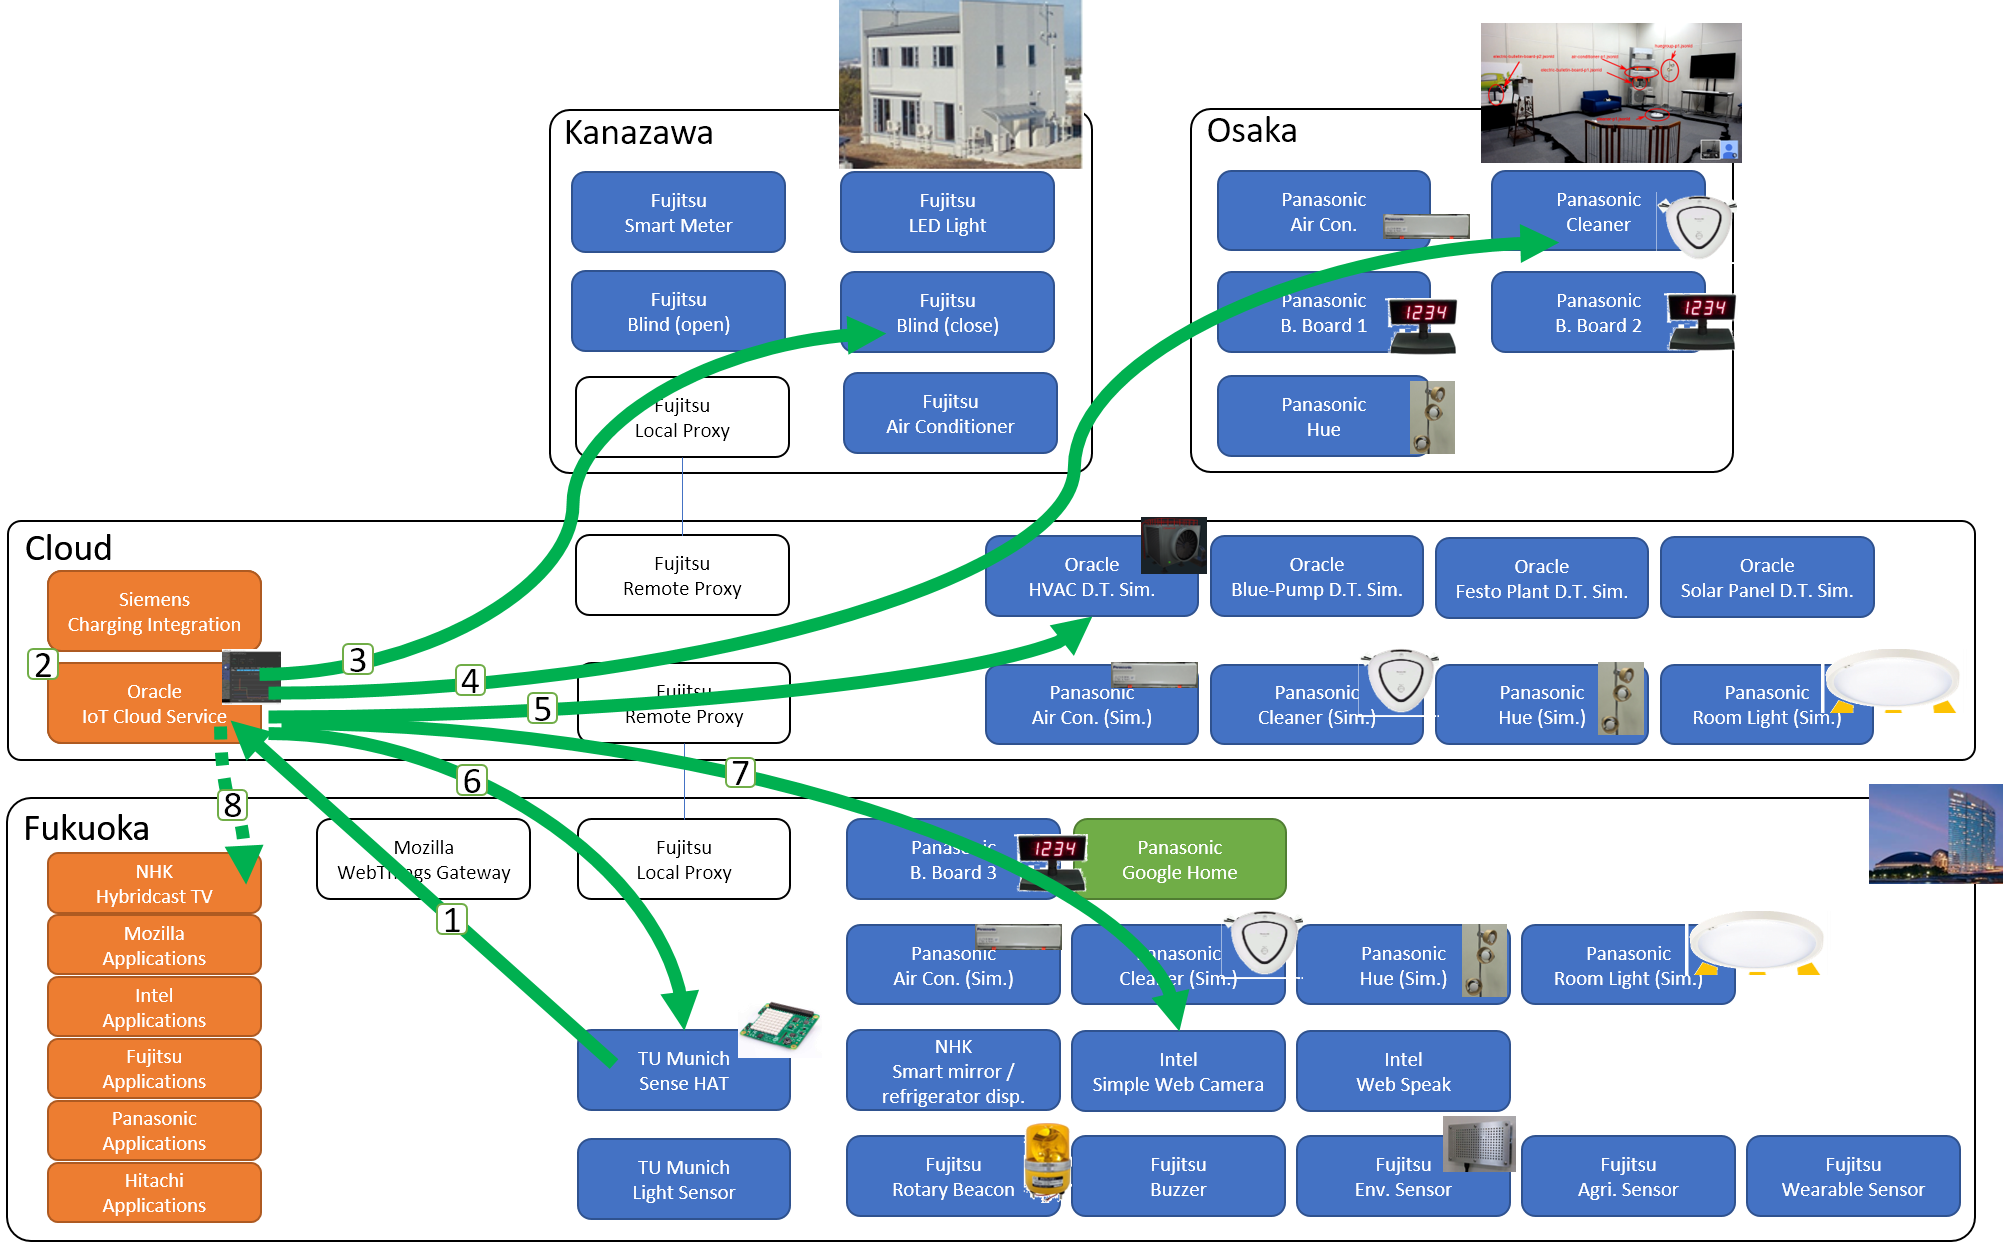 Kanazawa
Fujitsu
Smart Meter
Fujitsu
LED Light
Fujitsu
Blind (open)
Fujitsu
Blind (close)
Fujitsu
Local Proxy
Fujitsu
Air Conditioner
Osaka
Panasonic
Air Con.
Panasonic
Cleaner
Panasonic
B. Board 1
1234
Panasonic
B. Board 2
1234
Panasonic
Hue
Cloud
Siemens
Charging Integration
2
Oracle
IoT Cloud Service
3
4
5
6
7
8
1
Fujitsu
Remote Proxy
Fujitsu
Remote Proxy
Oracle
HVAC D.T. Sim.
Oracle
Blue-Pump D.T. Sim.
Oracle
Festo Plant D.T. Sim.
Oracle
Solar Panel D.T. Sim.
Panasonic
Air Con. (Sim.)
Panasonic
Cleaner (Sim.)
Panasonic
Hue (Sim.)
Panasonic
Room Light (Sim.)
Fukuoka
NHK
Hybridcast TV
Mozilla
Applications
Intel
Applications
Fujitsu
Applications
Panasonic
Applications
Hitachi
Applications
Mozilla
WebThings Gateway
Fujitsu
Local Proxy
TU Munich
Sense HAT
TU Munich
Light Sensor
Panasonic
B. Board 3
1234
Panasonic
Google Home
Panasonic
Air Con. (Sim.)
Panasonic
Cleaner (Sim.)
Panasonic
Hue (Sim.)
Panasonic
Room Light (Sim.)
NHK
Smart mirror /
refrigerator disp.
Intel
Simple Web Camera
Intel
Web Speak
Fujitsu
Rotary Beacon
Fujitsu
Buzzer
Fujitsu
Env. Sensor
Fujitsu
Agri. Sensor
Fujitsu
Wearable Sensor